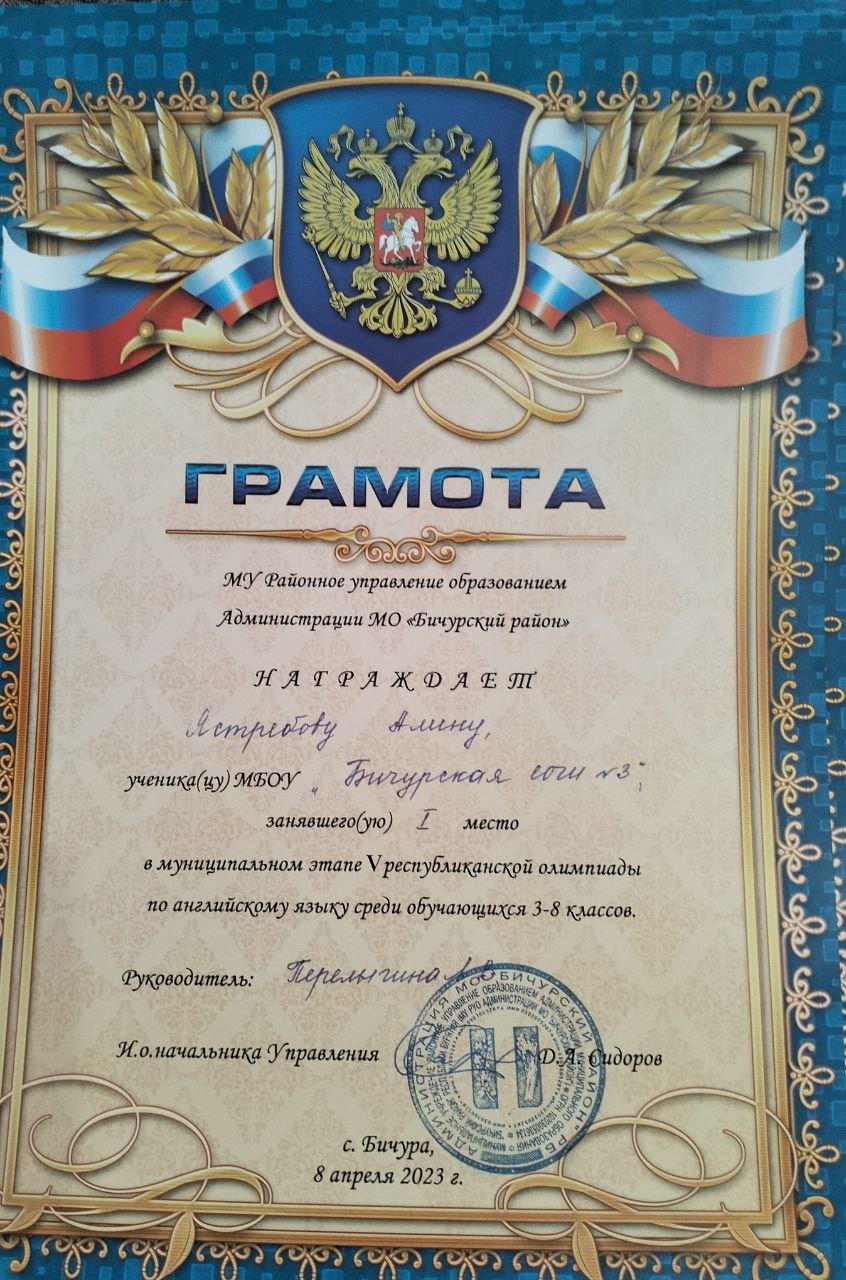 ГРАМОТА
МУ Районное управление образованием
Администрации МО «Бичурский район»
НАГРАЖДАЕТ
Ястребову Алину,
ученика(цу) МБОУ „Бичурская сош №3",
занявшего(ую) I место
в муниципальном этапе V республиканской олимпиады
по английскому языку среди обучающихся 3-8 классов.
Руководитель: Перелыгина
И.о.начальника Управления Д.А. Сидоров
с. Бичура,
8 апреля 2023 г.